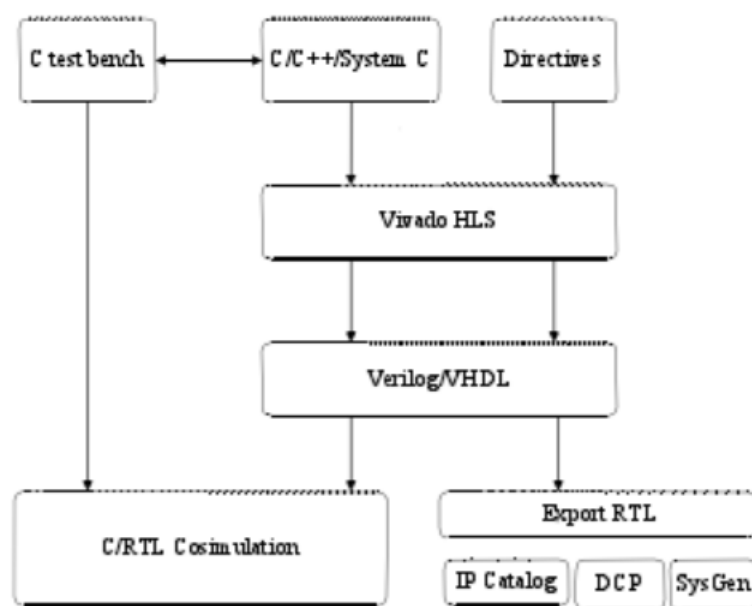 C test bench
C/C++/System C
Directives
Vivado HLS
Verilog/VHDL
Export RTL
C/RTL Cosimulation
IP Catalog
DCP
SysGen